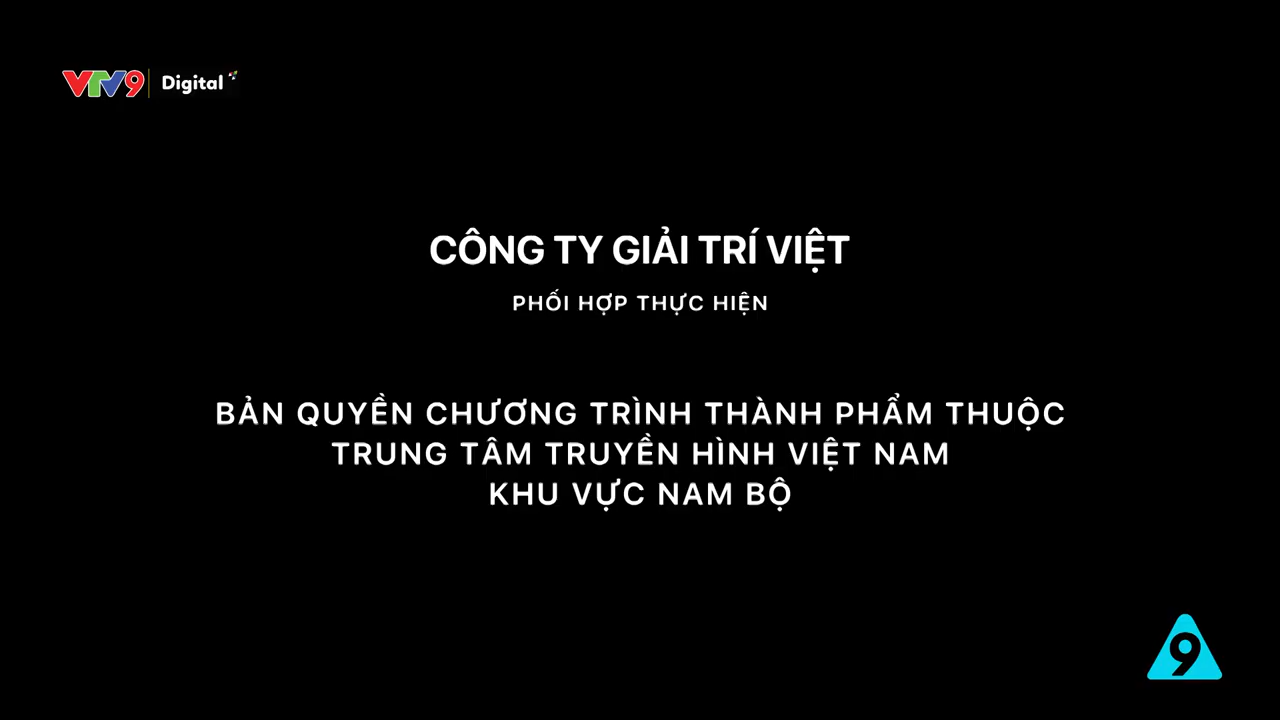 VTV9 | Digital
CÔNG TY GIẢI TRÍ VIỆT
PHỐI HỢP THỰC HIỆN
BẢN QUYỀN CHƯƠNG TRÌNH THÀNH PHẨM THUỘC
TRUNG TÂM TRUYỀN HÌNH VIỆT NAM
KHU VỰC NAM BỘ
9